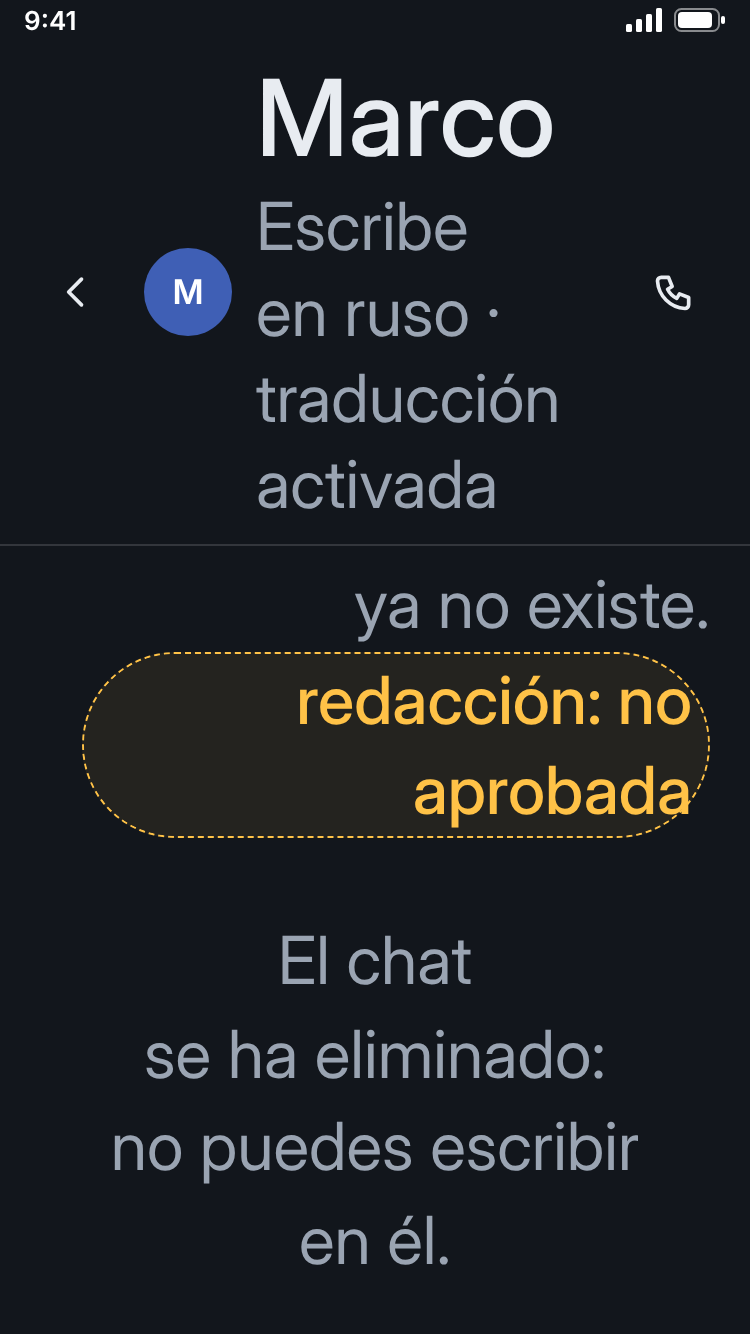 9:41
Marco
Escribe
en ruso ·
traducción
activada
M
ya no existe.
redacción: no
aprobada
El chat
se ha eliminado:
no puedes escribir
en él.